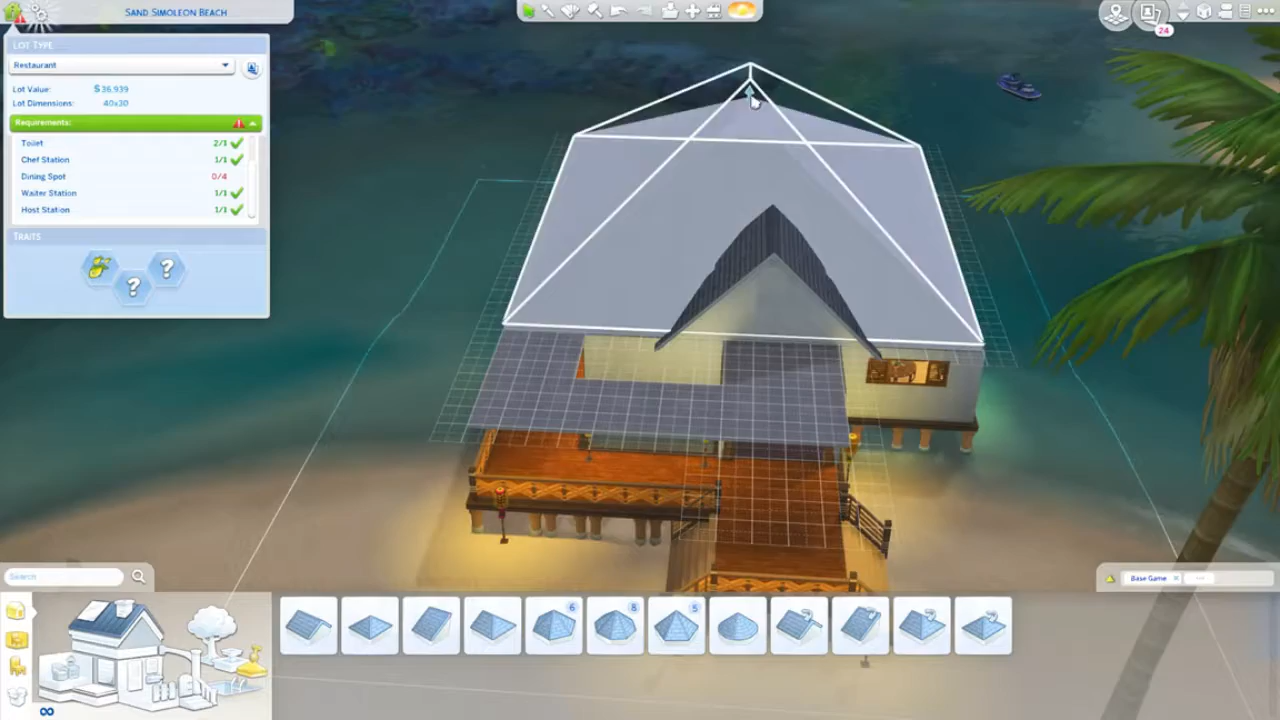 SAND SIMOLEON BEACH
24
LOT TYPE
Restaurant
Lot Value: $36,939
Lot Dimensions: 40x30
Requirements:
Toilet 2/1
Chef Station 1/1
Dining Spot 0/4
Waiter Station 1/1
Host Station 1/1
TRAITS
? ?
Search
Base Game ×
6 8 5